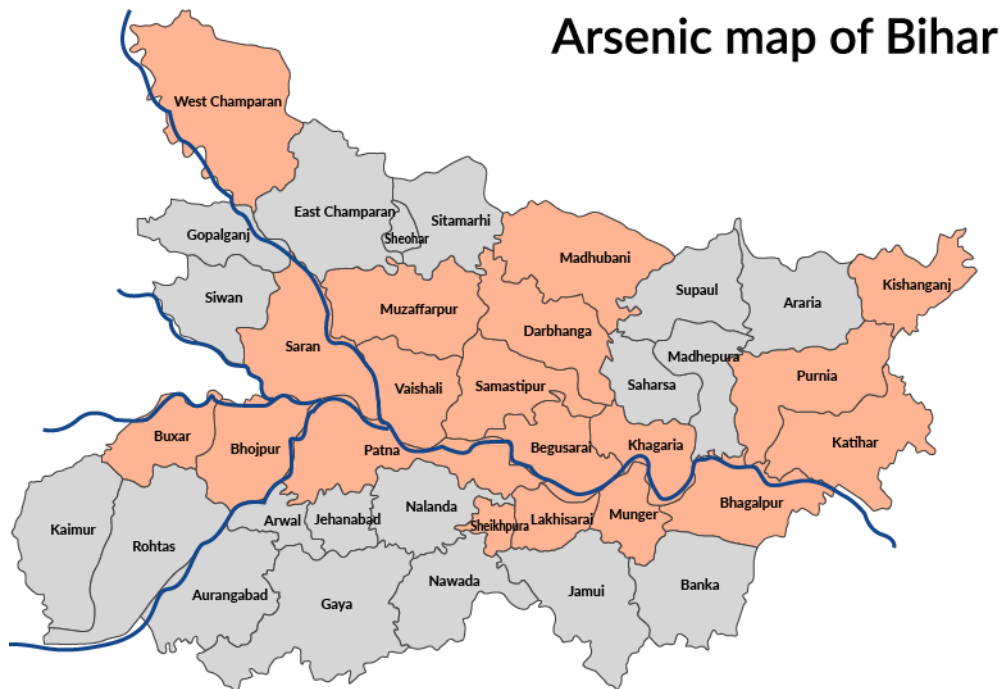 Arsenic map of Bihar
West Champaran
East Champaran
Sitamarhi
Sheohar
Gopalganj
Madhubani
Siwan
Supaul
Araria
Kishanganj
Muzaffarpur
Darbhanga
Saran
Madhepura
Saharsa
Purnia
Vaishali
Samastipur
Buxar
Bhojpur
Patna
Begusarai
Khagaria
Katihar
Bhagalpur
Kaimur
Rohtas
Arwal
Jehanabad
Nalanda
Sheikhpura
Lakhisarai
Munger
Aurangabad
Gaya
Nawada
Jamui
Banka